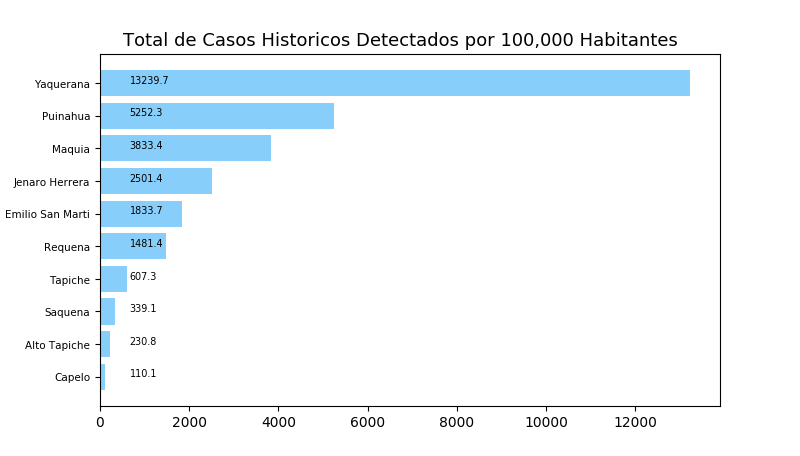 Total de Casos Historicos Detectados por 100,000 Habitantes
Yaquerana 13239.7
Puinahua 5252.3
Maquia 3833.4
Jenaro Herrera 2501.4
Emilio San Marti 1833.7
Requena 1481.4
Tapiche 607.3
Saquena 339.1
Alto Tapiche 230.8
Capelo 110.1
0 2000 4000 6000 8000 10000 12000